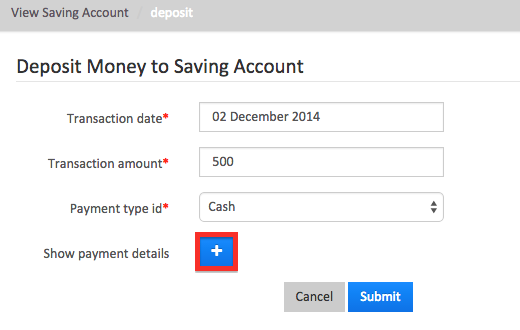 View Saving Account / deposit
Deposit Money to Saving Account
Transaction date* 02 December 2014
Transaction amount* 500
Payment type id* Cash
Show payment details +
Cancel Submit